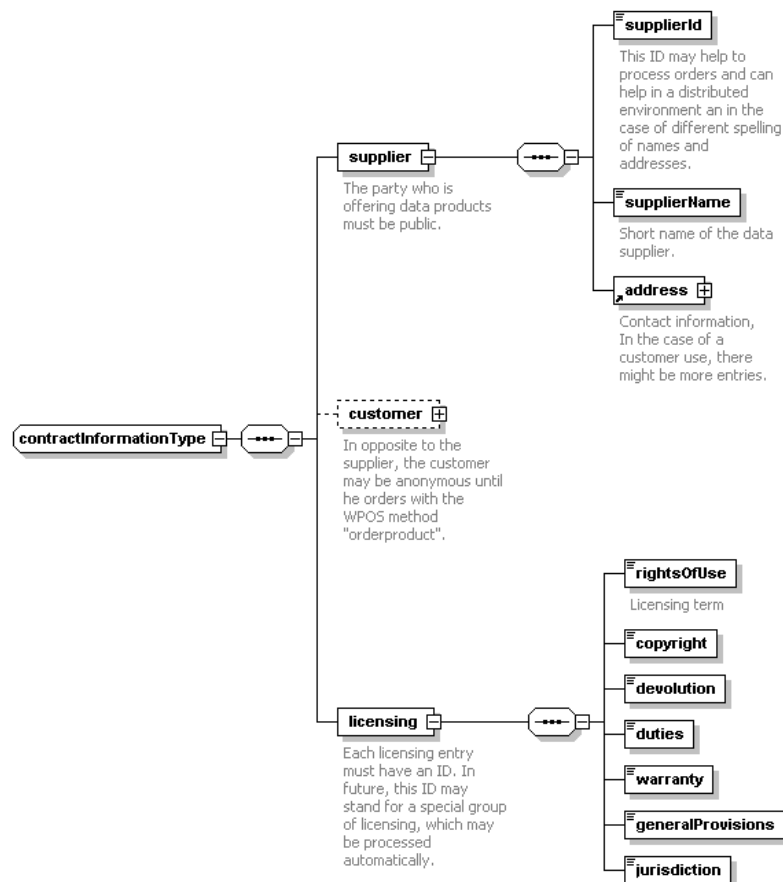 contractInformationType
supplier
The party who is
offering data products
must be public.
supplierId
This ID may help to
process orders and can
help in a distributed
environment an in the
case of different spelling
of names and
addresses.
supplierName
Short name of the data
supplier.
address
Contact information,
In the case of a
customer use, there
might be more entries.
customer
In opposite to the
supplier, the customer
may be anonymous until
he orders with the
WPOS method
"orderproduct".
licensing
Each licensing entry
must have an ID. In
future, this ID may
stand for a special group
of licensing, which may
be processed
automatically.
rightsOfUse
Licensing term
copyright
devolution
duties
warranty
generalProvisions
jurisdiction